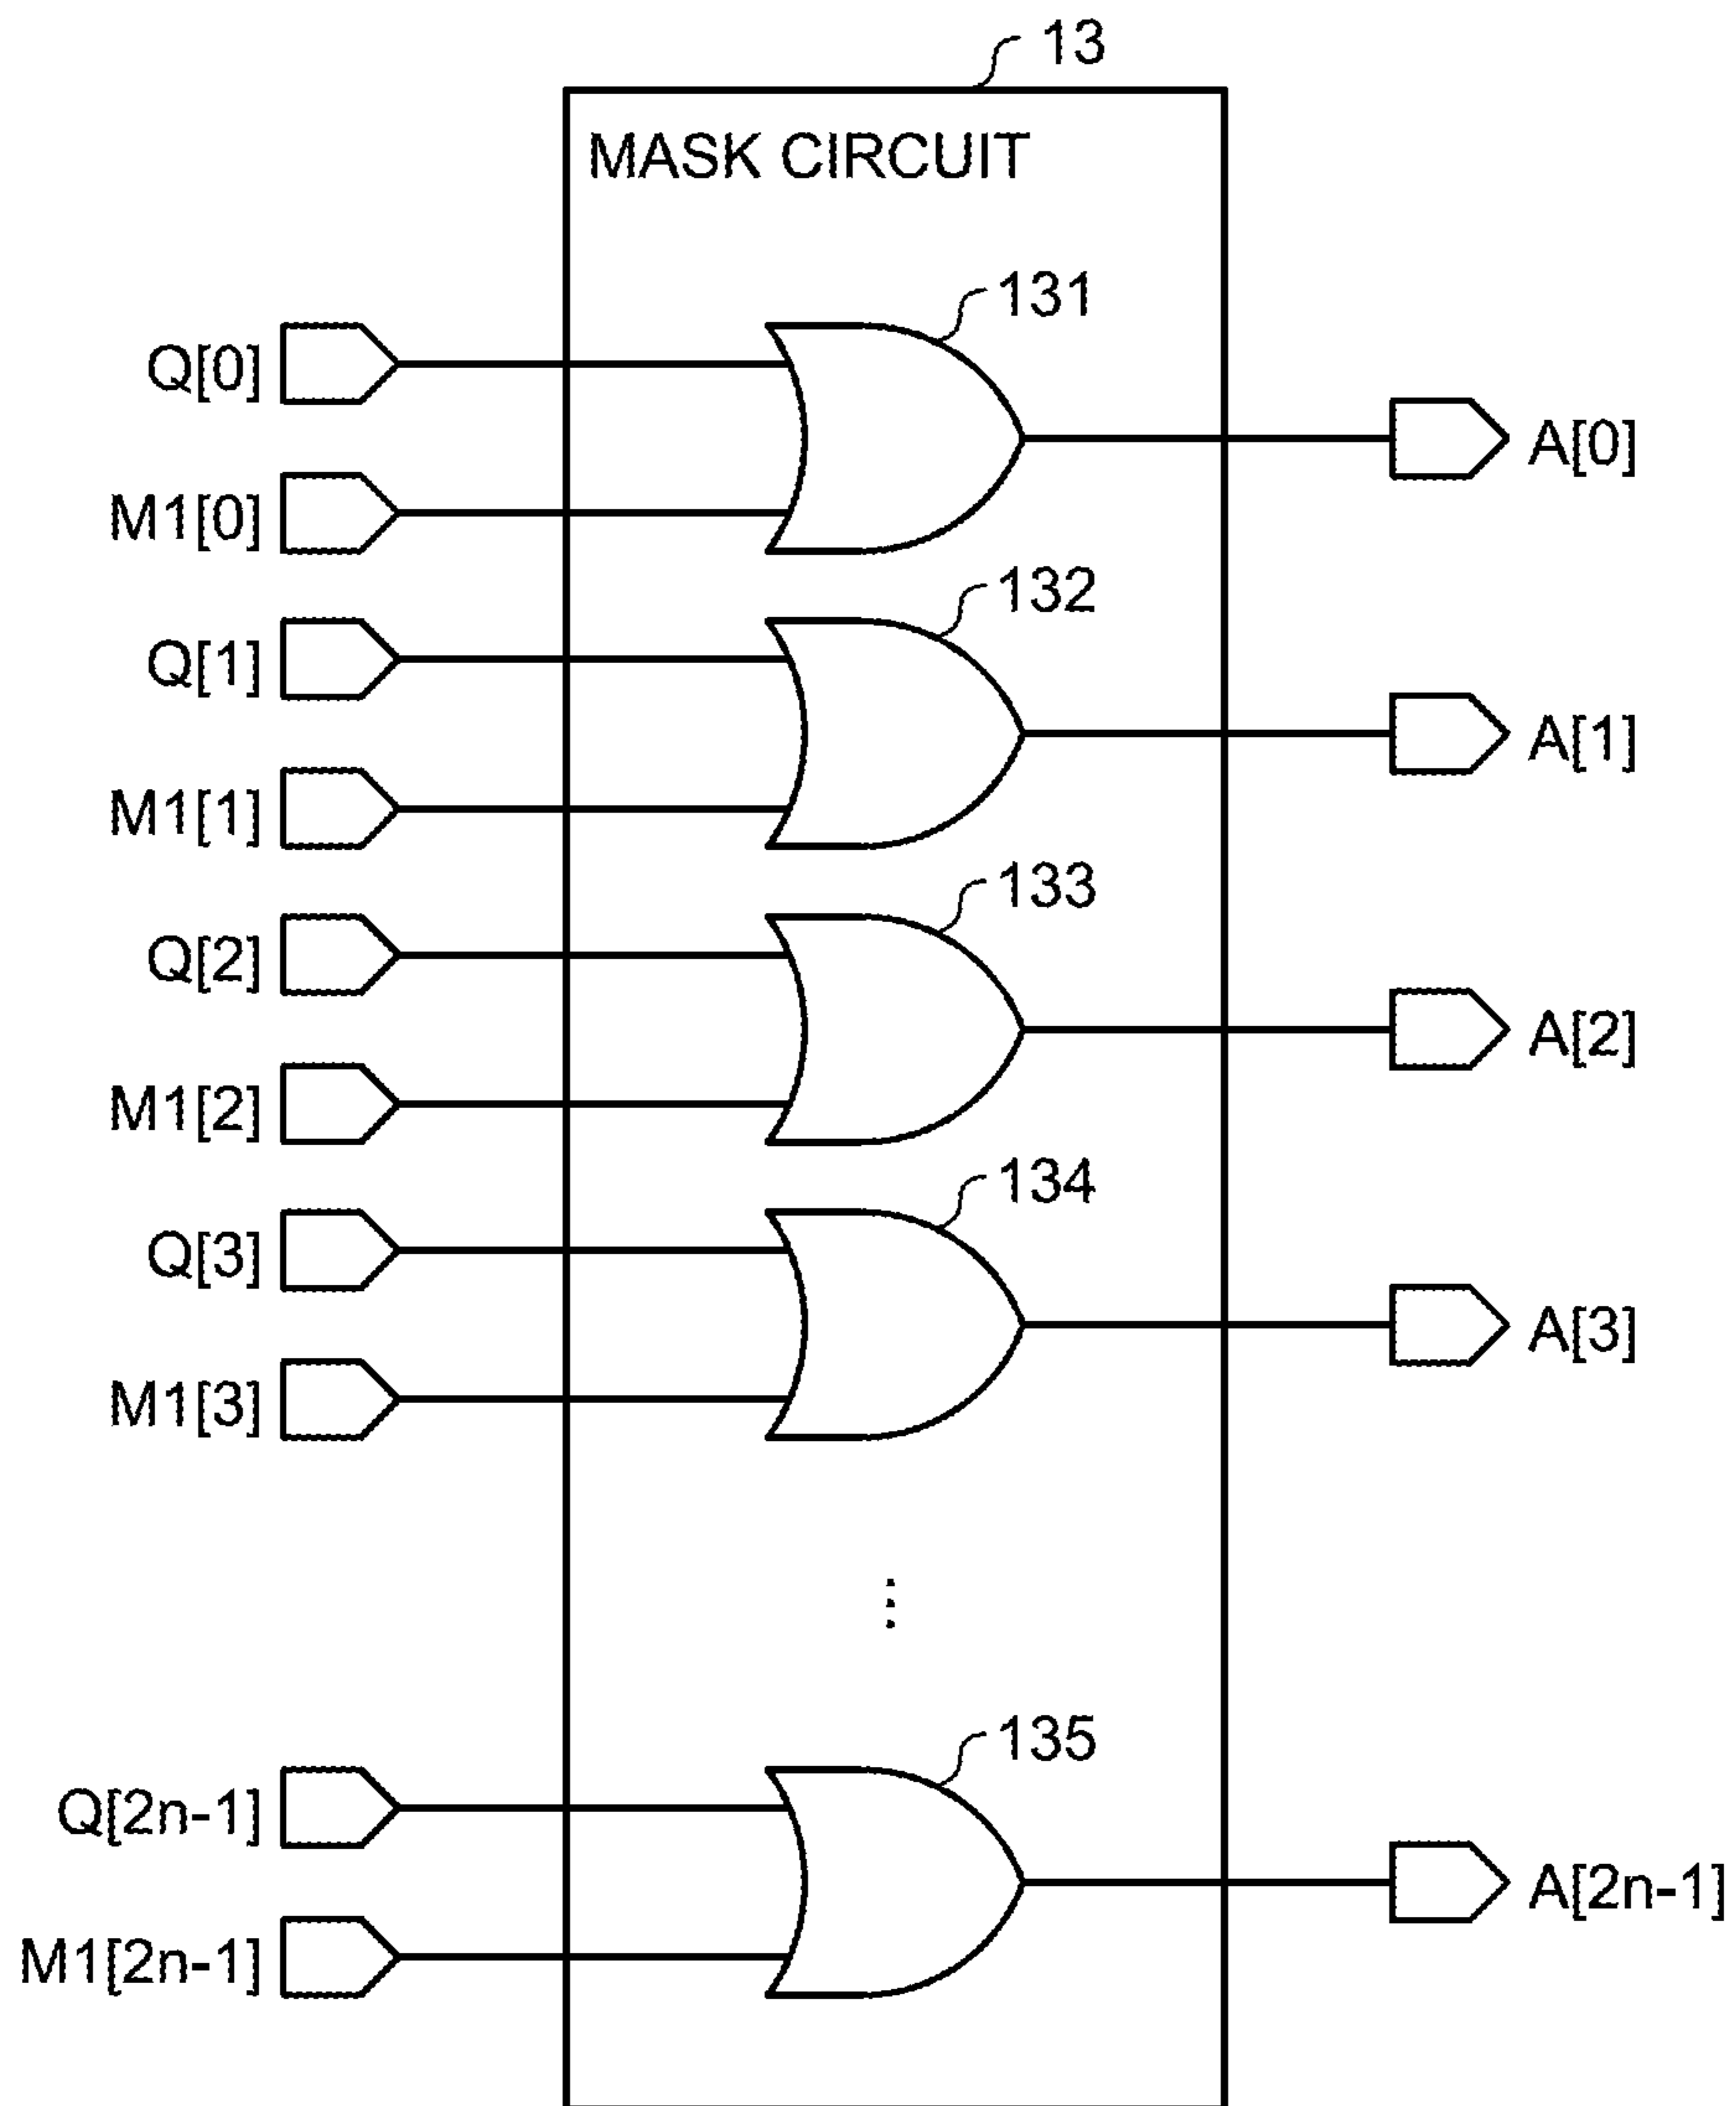 13
MASK CIRCUIT
131
Q[0]
A[0]
M1[0]
132
Q[1]
A[1]
M1[1]
133
Q[2]
A[2]
M1[2]
134
Q[3]
A[3]
M1[3]
135
Q[2n-1]
A[2n-1]
M1[2n-1]